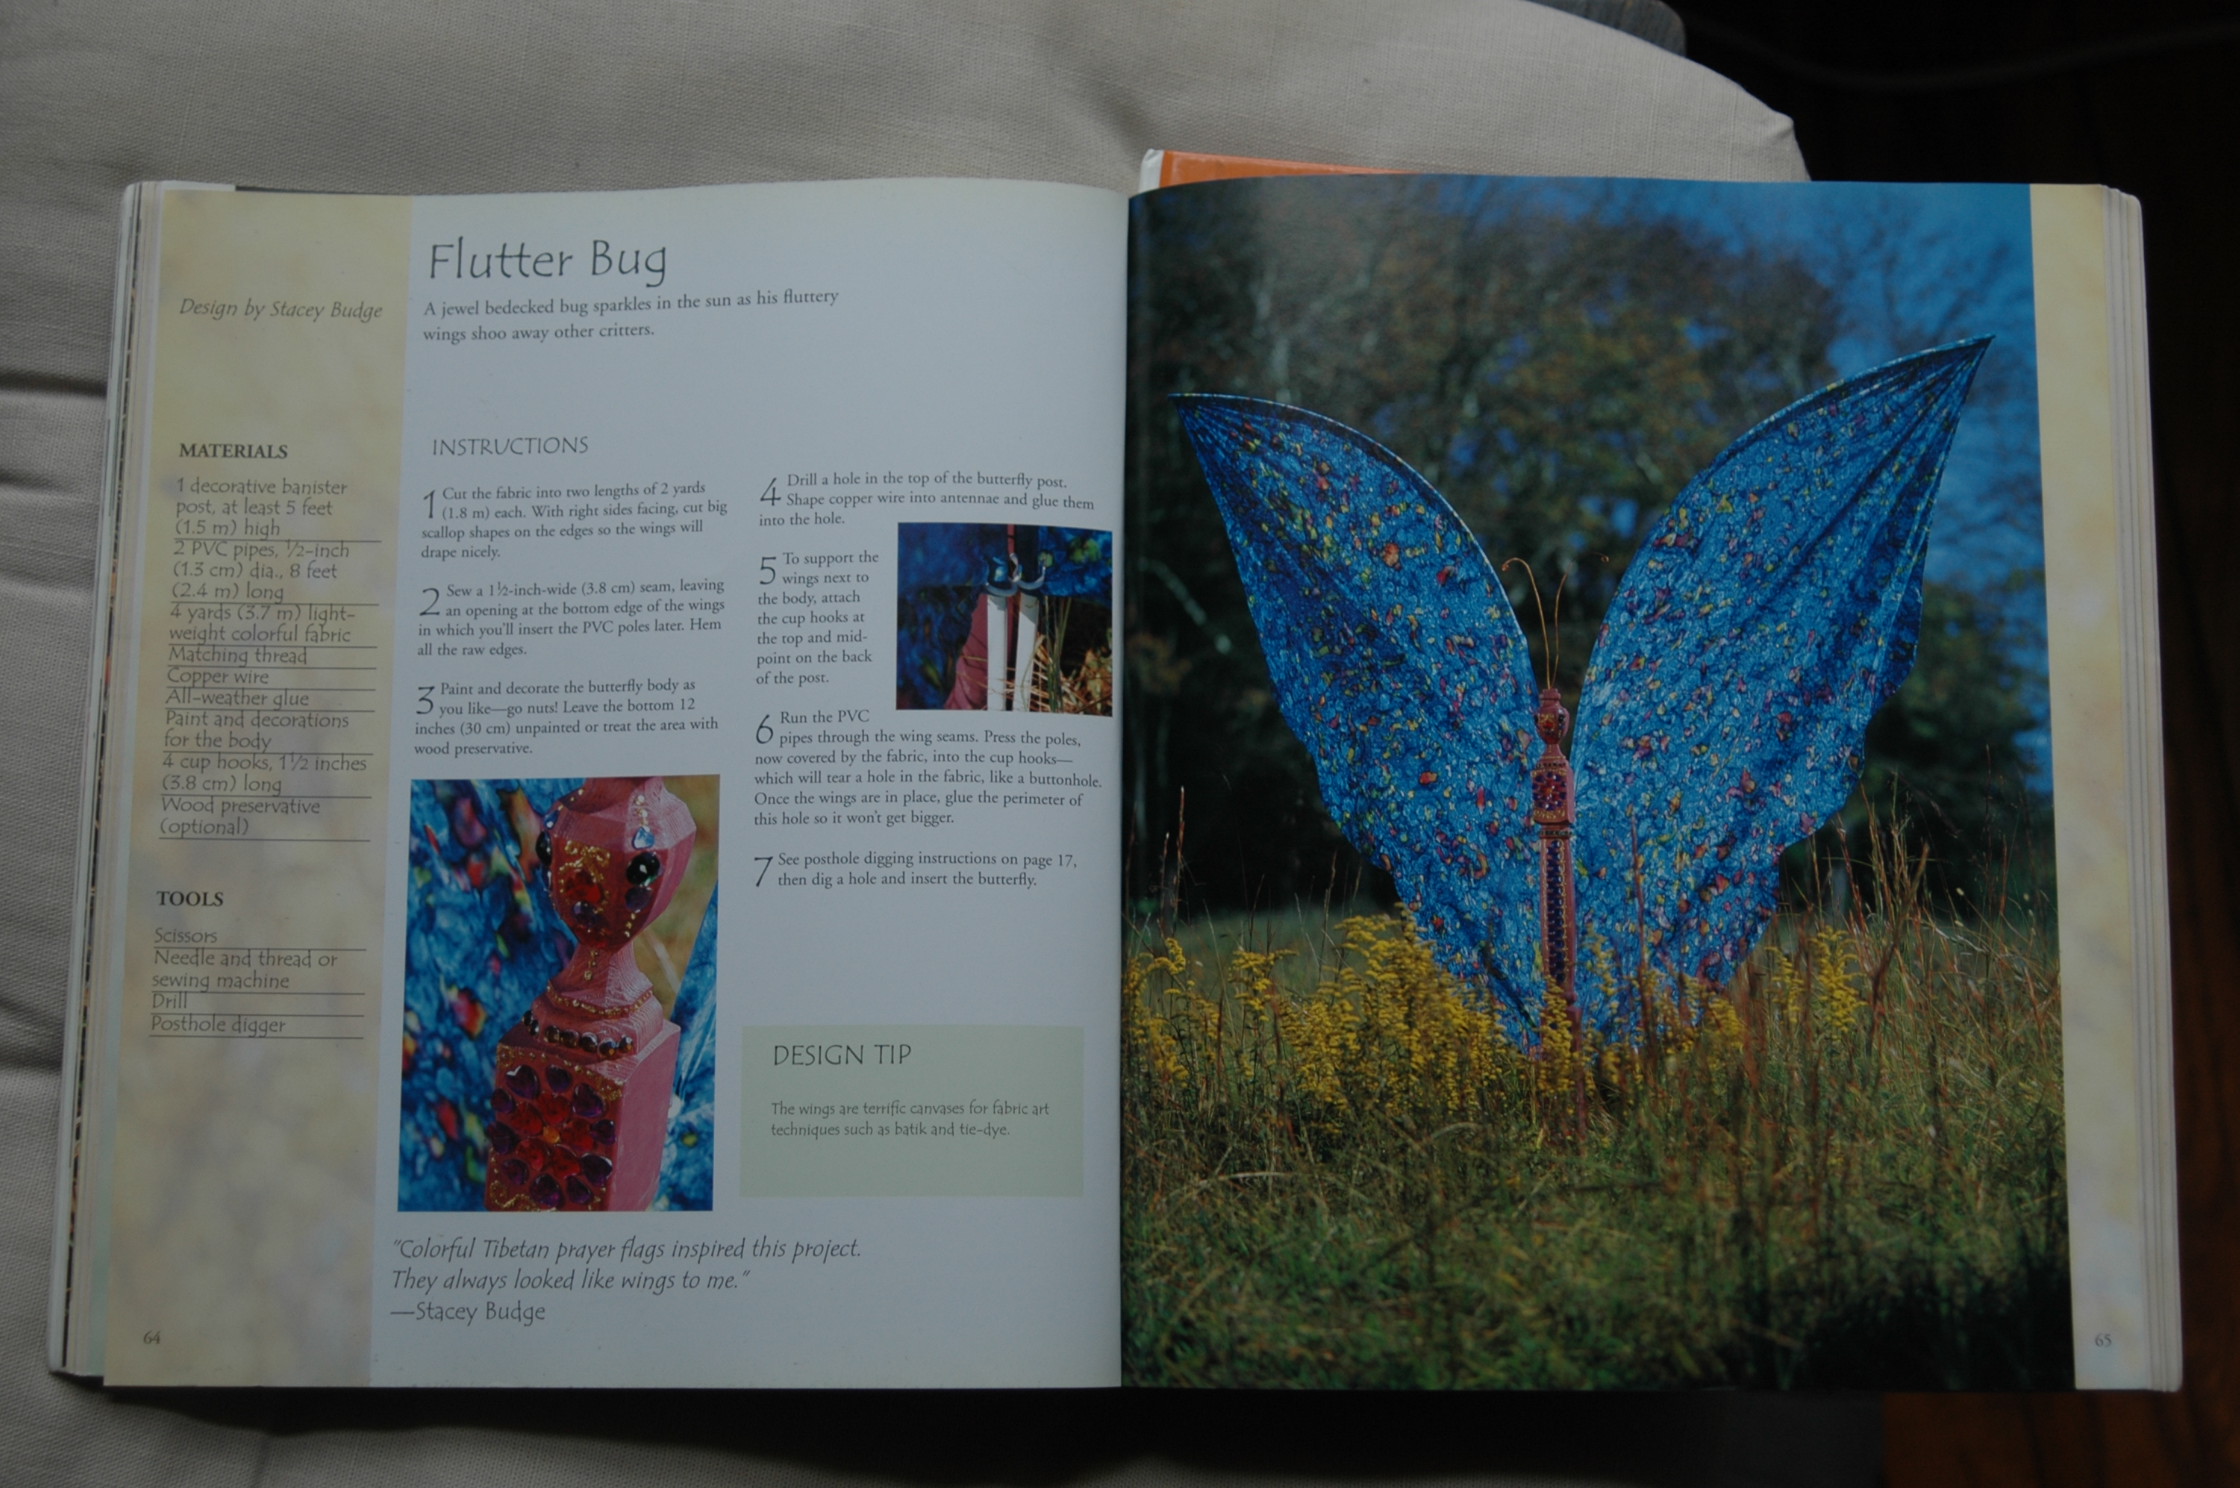 Design by Stacey Budge
MATERIALS
1 decorative banister
post, at least 5 feet
(1.5 m) high
2 PVC pipes, ½-inch
(1.3 cm) dia., 8 feet
(2.4 m) long
4 yards (3.7 m) light-
weight colorful fabric
Matching thread
Copper wire
All-weather glue
Paint and decorations
for the body
4 cup hooks, 1½ inches
(3.8 cm) long
Wood preservative
(optional)
TOOLS
Scissors
Needle and thread or
sewing machine
Drill
Posthole digger
64
Flutter Bug
A jewel bedecked bug sparkles in the sun as his fluttery
wings shoo away other critters.
INSTRUCTIONS
1 Cut the fabric into two lengths of 2 yards
(1.8 m) each. With right sides facing, cut big
scallop shapes on the edges so the wings will
drape nicely.
2 Sew a 1½-inch-wide (3.8 cm) seam, leaving
an opening at the bottom edge of the wings
in which you'll insert the PVC poles later. Hem
all the raw edges.
3 Paint and decorate the butterfly body as
you like—go nuts! Leave the bottom 12
inches (30 cm) unpainted or treat the area with
wood preservative.
4 Drill a hole in the top of the butterfly post.
Shape copper wire into antennae and glue them
into the hole.
5 To support the
wings next to
the body, attach
the cup hooks at
the top and mid-
point on the back
of the post.
6 Run the PVC
pipes through the wing seams. Press the poles,
now covered by the fabric, into the cup hooks—
which will tear a hole in the fabric, like a buttonhole.
Once the wings are in place, glue the perimeter of
this hole so it won't get bigger.
7 See posthole digging instructions on page 17,
then dig a hole and insert the butterfly.
DESIGN TIP
The wings are terrific canvases for fabric art
techniques such as batik and tie-dye.
"Colorful Tibetan prayer flags inspired this project.
They always looked like wings to me."
—Stacey Budge
65